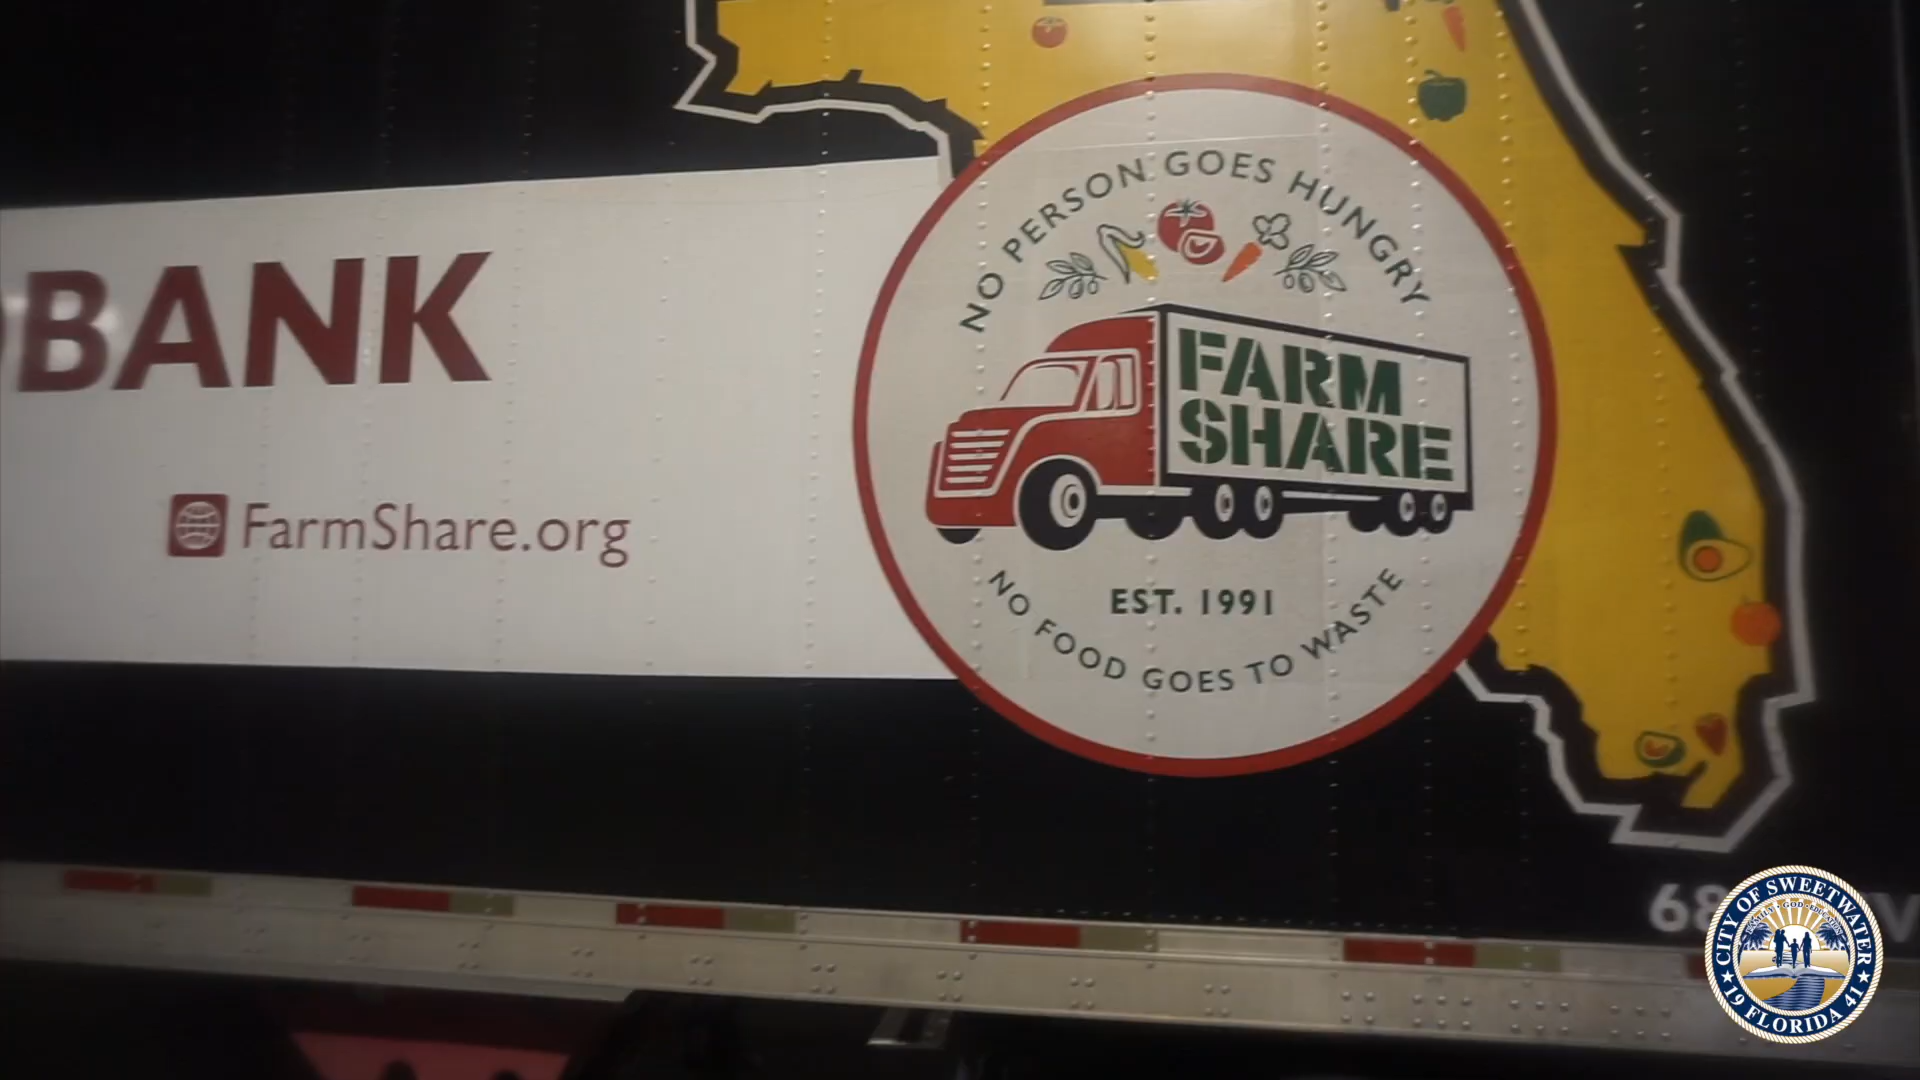 BANK
FarmShare.org
NO PERSON GOES HUNGRY
FARM
SHARE
EST. 1991
NO FOOD GOES TO WASTE
CITY OF SWEETWATER
19 FLORIDA 41